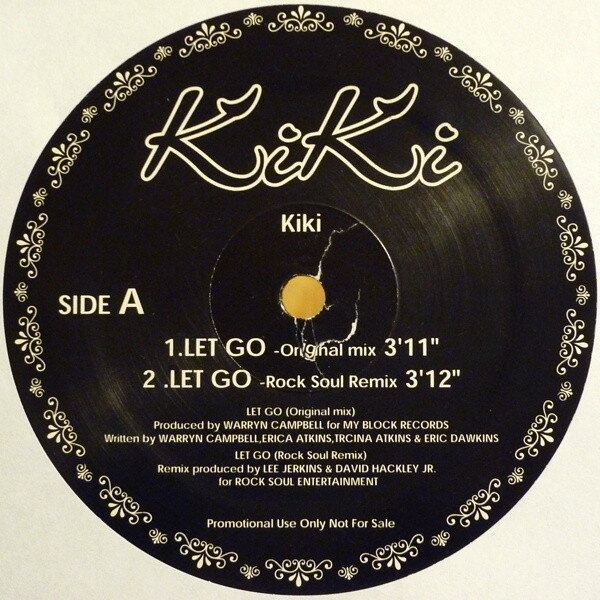 KiKi
Kiki
SIDE A
1.LET GO -Original mix 3'11"
2 .LET GO -Rock Soul Remix 3'12"
LET GO (Original mix)
Produced by WARRYN CAMPBELL for MY BLOCK RECORDS
Written by WARRYN CAMPBELL,ERICA ATKINS,TRCINA ATKINS & ERIC DAWKINS
LET GO (Rock Soul Remix)
Remix produced by LEE JERKINS & DAVID HACKLEY JR.
for ROCK SOUL ENTERTAINMENT
Promotional Use Only Not For Sale